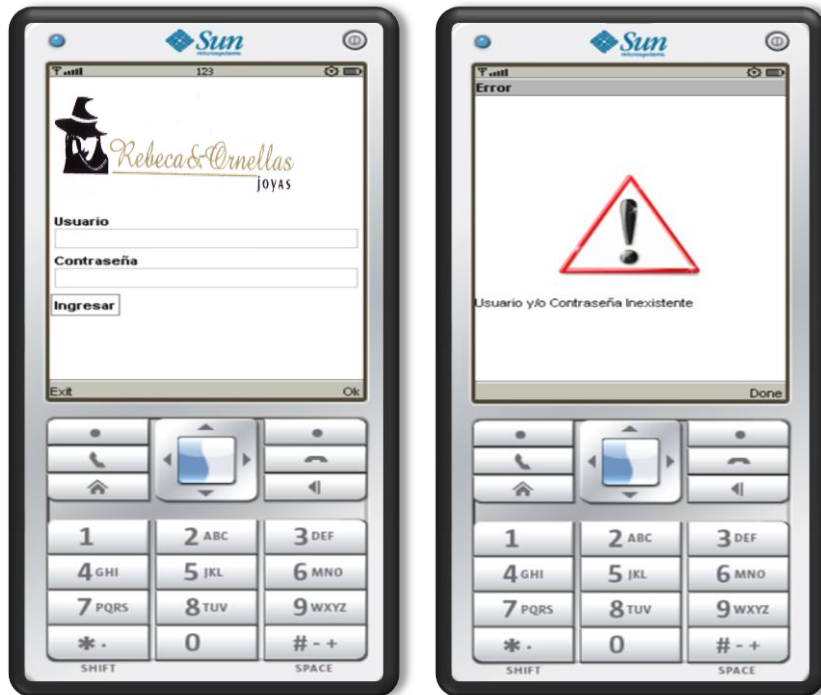 Sun
microsystems
123
Rebeca & Ornellas
joyas
Usuario
Contraseña
Ingresar
Exit
Ok
1
2 ABC
3 DEF
4 GHI
5 JKL
6 MNO
7 PQRS
8 TUV
9 WXYZ
* .
0
# - +
SHIFT
SPACE
Sun
microsystems
Error
Usuario y/o Contraseña Inexistente
Done
1
2 ABC
3 DEF
4 GHI
5 JKL
6 MNO
7 PQRS
8 TUV
9 WXYZ
* .
0
# - +
SHIFT
SPACE